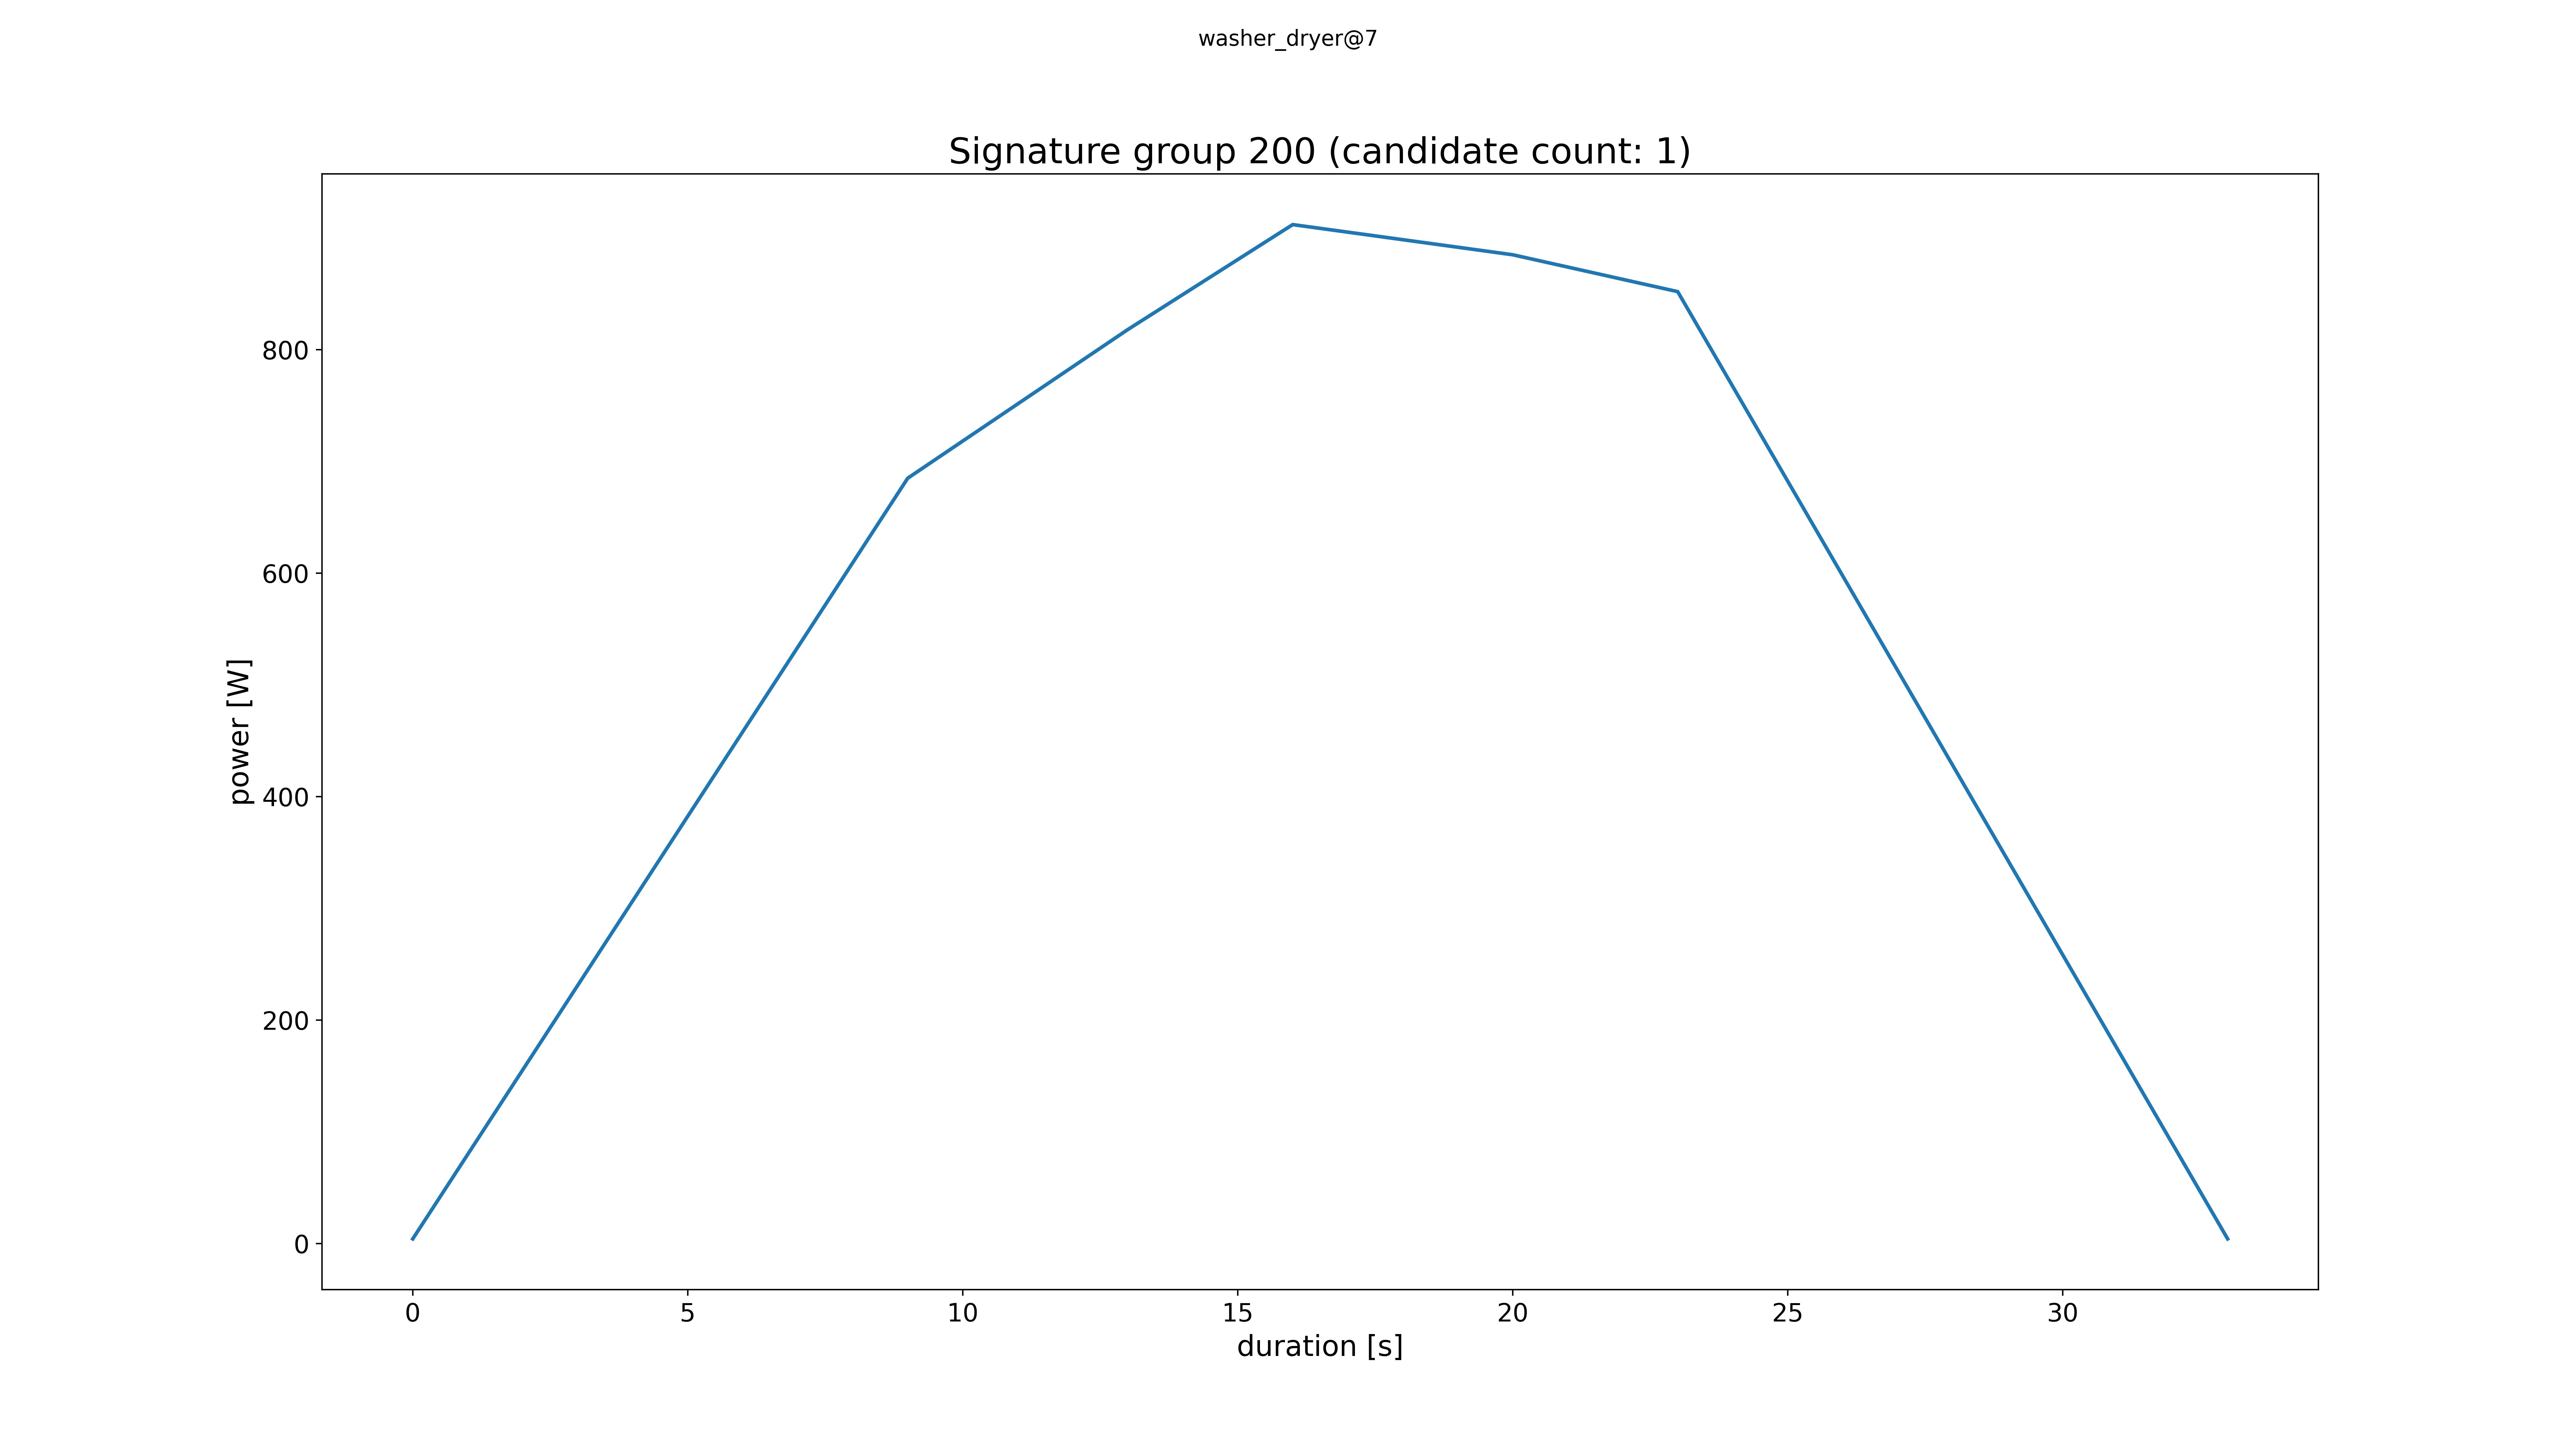 washer_dryer@7
Signature group 200 (candidate count: 1)
power [W]
800
600
400
200
0
0 5 10 15 20 25 30
duration [s]